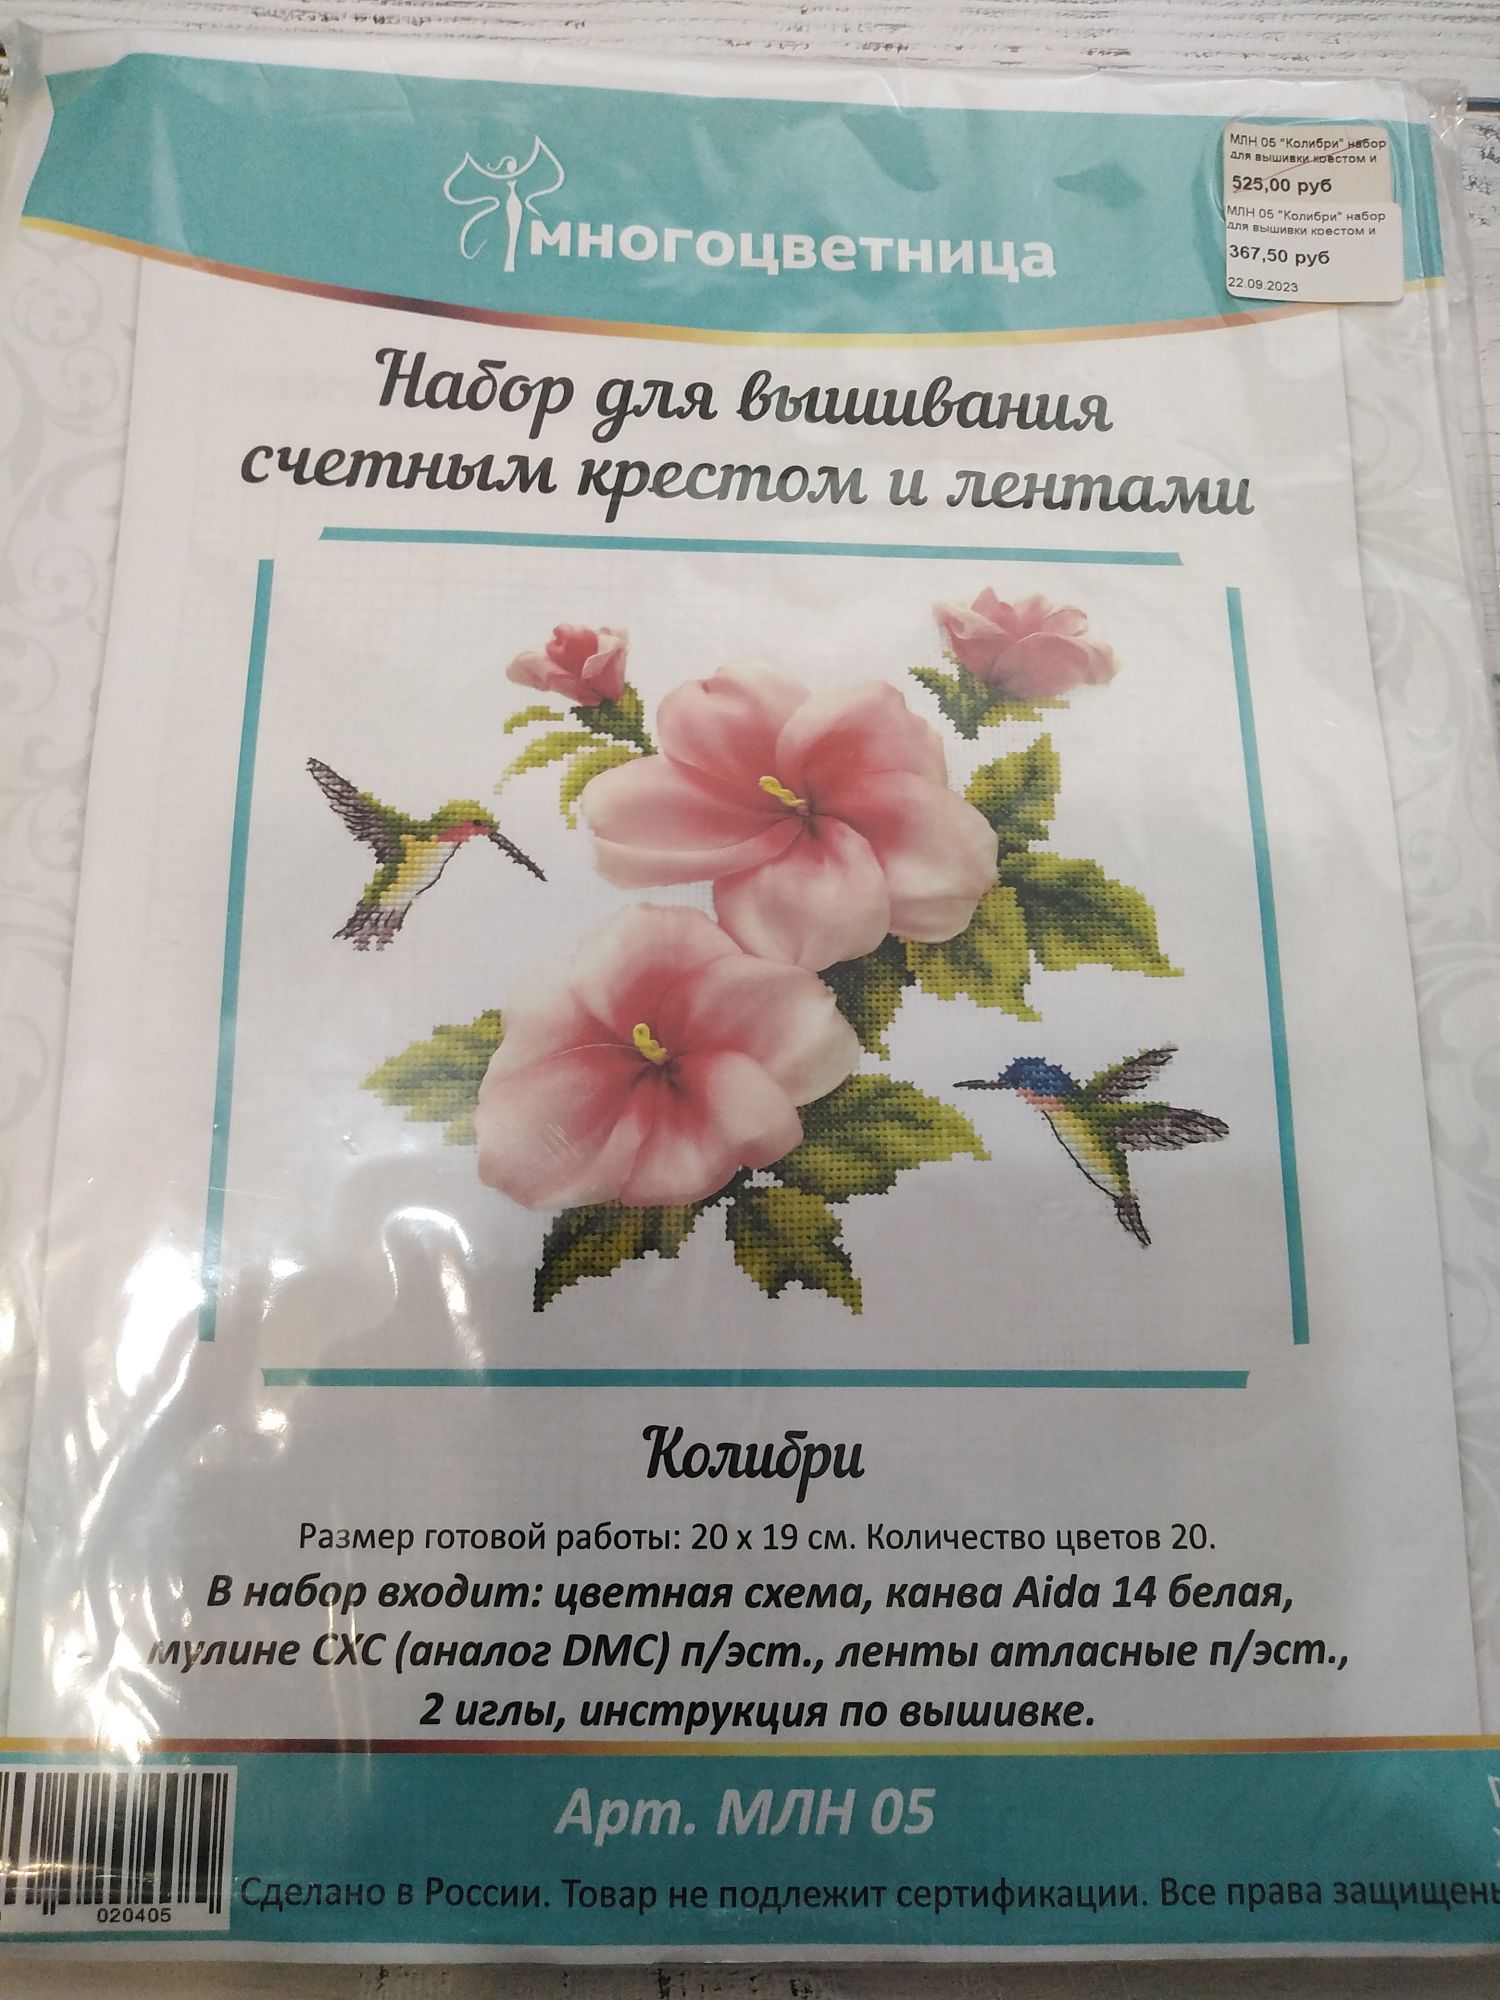 многоцветница
МЛН 05 "Колибри" набор
для вышивки крестом и
525,00 руб
МЛН 05 "Колибри" набор
для вышивки крестом и
367,50 руб
22.09.2023
Набор для вышивания
счетным крестом и лентами
Колибри
Размер готовой работы: 20 х 19 см. Количество цветов 20.
В набор входит: цветная схема, канва Aida 14 белая,
мулине СХС (аналог DMC) п/эст., ленты атласные п/эст.,
2 иглы, инструкция по вышивке.
Арт. МЛН 05
020405
Сделано в России. Товар не подлежит сертификации. Все права защищены